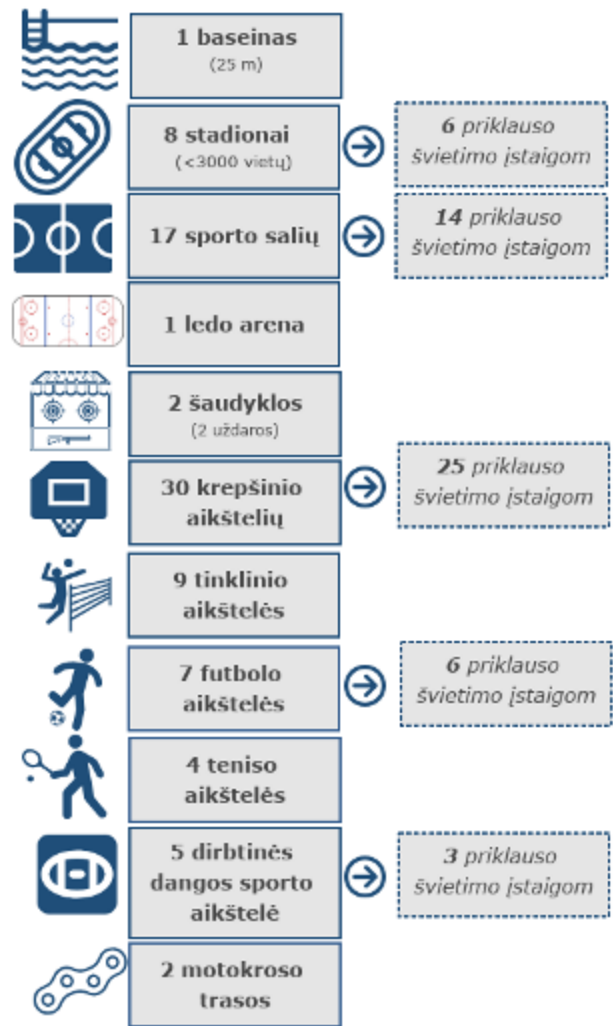 1 baseinas
(25 m)
8 stadionai
(<3000 vietų)
6 priklauso
švietimo įstaigom
17 sporto salių
14 priklauso
švietimo įstaigom
1 ledo arena
2 šaudyklos
(2 uždaros)
30 krepšinio
aikštelių
25 priklauso
švietimo įstaigom
9 tinklinio
aikštelės
7 futbolo
aikštelės
6 priklauso
švietimo įstaigom
4 teniso
aikštelės
5 dirbtinės
dangos sporto
aikštelė
3 priklauso
švietimo įstaigom
2 motokroso
trasos